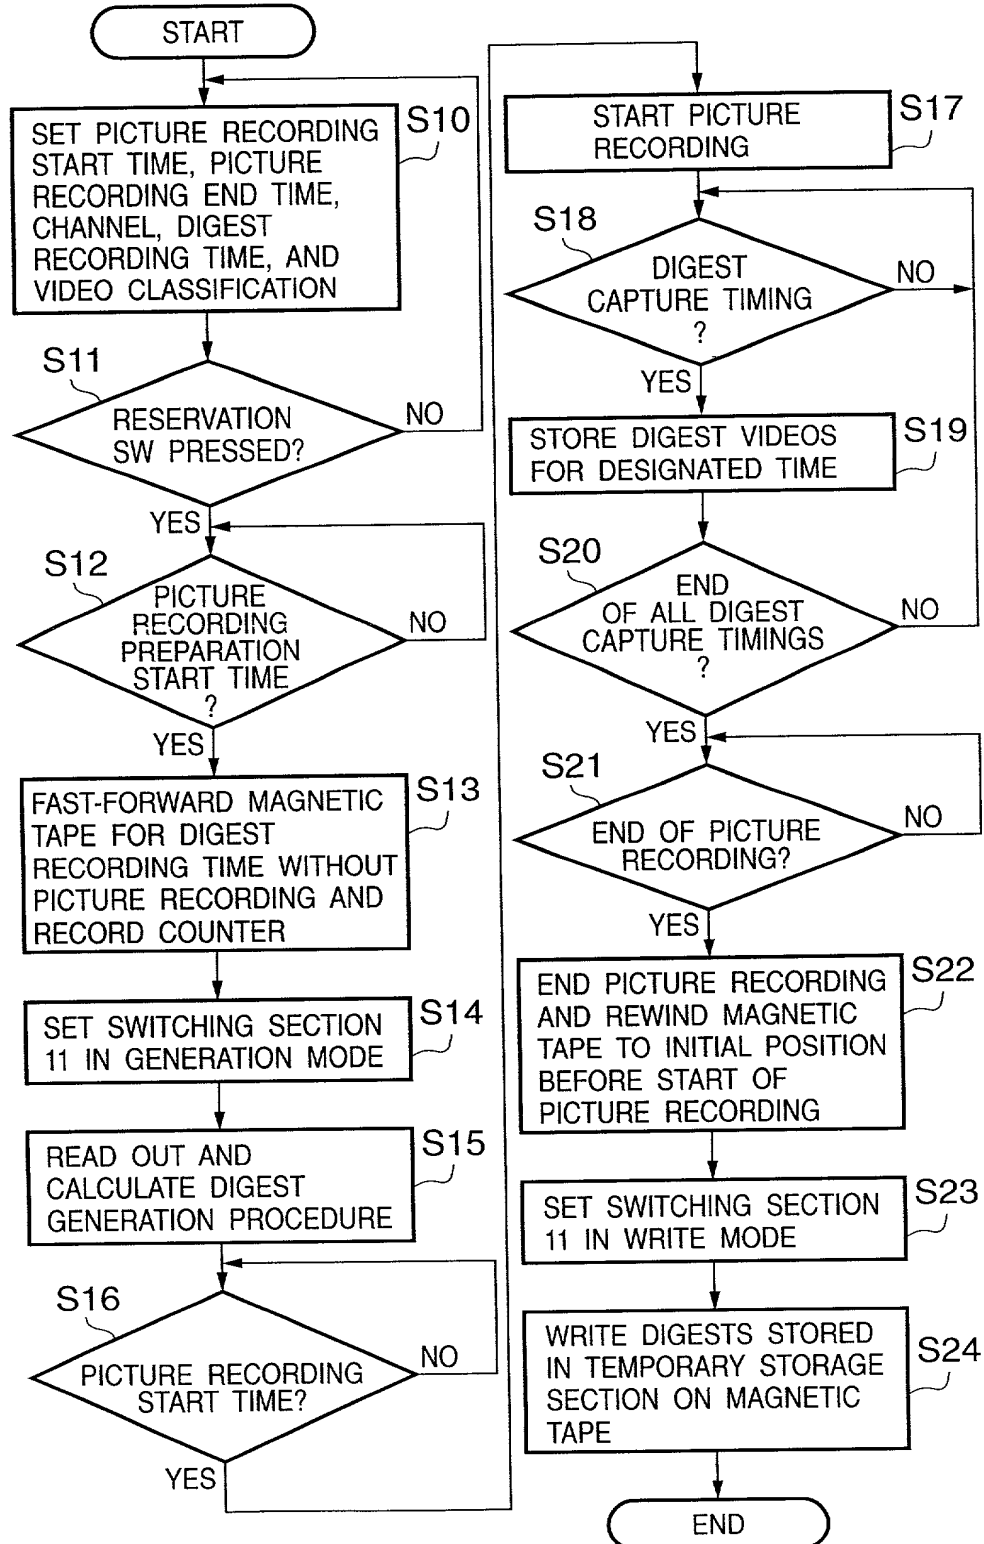 START
SET PICTURE RECORDING
START TIME, PICTURE
RECORDING END TIME,
CHANNEL, DIGEST
RECORDING TIME, AND
VIDEO CLASSIFICATION
S10
S11
RESERVATION
SW PRESSED?
NO
YES
S12
PICTURE
RECORDING
PREPARATION
START TIME
?
NO
YES
FAST-FORWARD MAGNETIC
TAPE FOR DIGEST
RECORDING TIME WITHOUT
PICTURE RECORDING AND
RECORD COUNTER
S13
SET SWITCHING SECTION
11 IN GENERATION MODE
S14
READ OUT AND
CALCULATE DIGEST
GENERATION PROCEDURE
S15
S16
PICTURE RECORDING
START TIME?
NO
YES
START PICTURE
RECORDING
S17
S18
DIGEST
CAPTURE TIMING
?
NO
YES
STORE DIGEST VIDEOS
FOR DESIGNATED TIME
S19
S20
END
OF ALL DIGEST
CAPTURE TIMINGS
?
NO
YES
S21
END OF PICTURE
RECORDING?
NO
YES
END PICTURE RECORDING
AND REWIND MAGNETIC
TAPE TO INITIAL POSITION
BEFORE START OF
PICTURE RECORDING
S22
SET SWITCHING SECTION
11 IN WRITE MODE
S23
WRITE DIGESTS STORED
IN TEMPORARY STORAGE
SECTION ON MAGNETIC
TAPE
S24
END